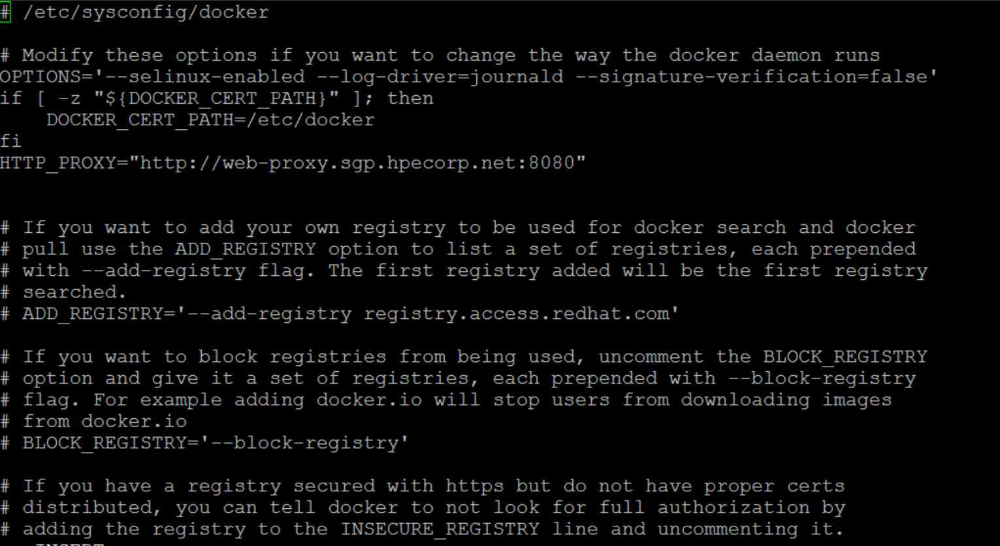 # /etc/sysconfig/docker
# Modify these options if you want to change the way the docker daemon runs
OPTIONS='--selinux-enabled --log-driver=journald --signature-verification=false'
if [ -z "${DOCKER_CERT_PATH}" ]; then
    DOCKER_CERT_PATH=/etc/docker
fi
HTTP_PROXY="http://web-proxy.sgp.hpecorp.net:8080"
# If you want to add your own registry to be used for docker search and docker
# pull use the ADD_REGISTRY option to list a set of registries, each prepended
# with --add-registry flag. The first registry added will be the first registry
# searched.
# ADD_REGISTRY='--add-registry registry.access.redhat.com'
# If you want to block registries from being used, uncomment the BLOCK_REGISTRY
# option and give it a set of registries, each prepended with --block-registry
# flag. For example adding docker.io will stop users from downloading images
# from docker.io
# BLOCK_REGISTRY='--block-registry'
# If you have a registry secured with https but do not have proper certs
# distributed, you can tell docker to not look for full authorization by
# adding the registry to the INSECURE_REGISTRY line and uncommenting it.
INSERT